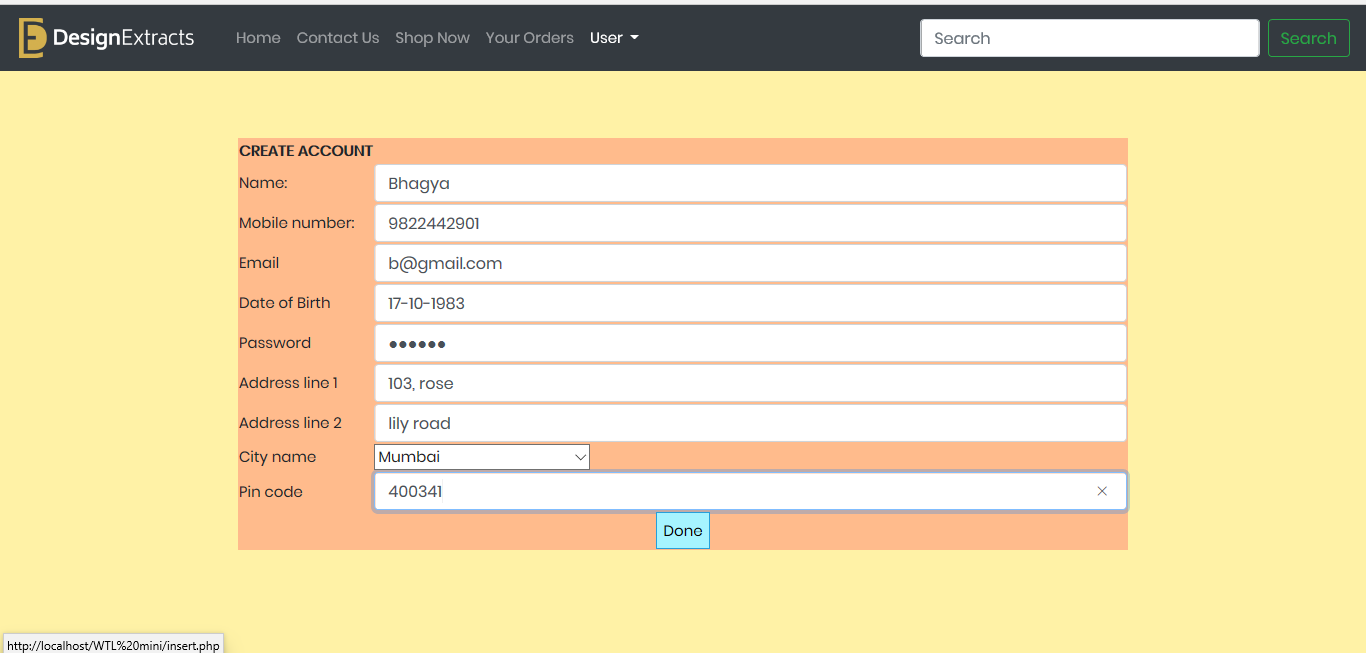 DesignExtracts Home Contact Us Shop Now Your Orders User Search Search
CREATE ACCOUNT
Name: Bhagya
Mobile number: 9822442901
Email b@gmail.com
Date of Birth 17-10-1983
Password ●●●●●●
Address line 1 103, rose
Address line 2 lily road
City name Mumbai
Pin code 400341
Done
http://localhost/WTL%20mini/insert.php